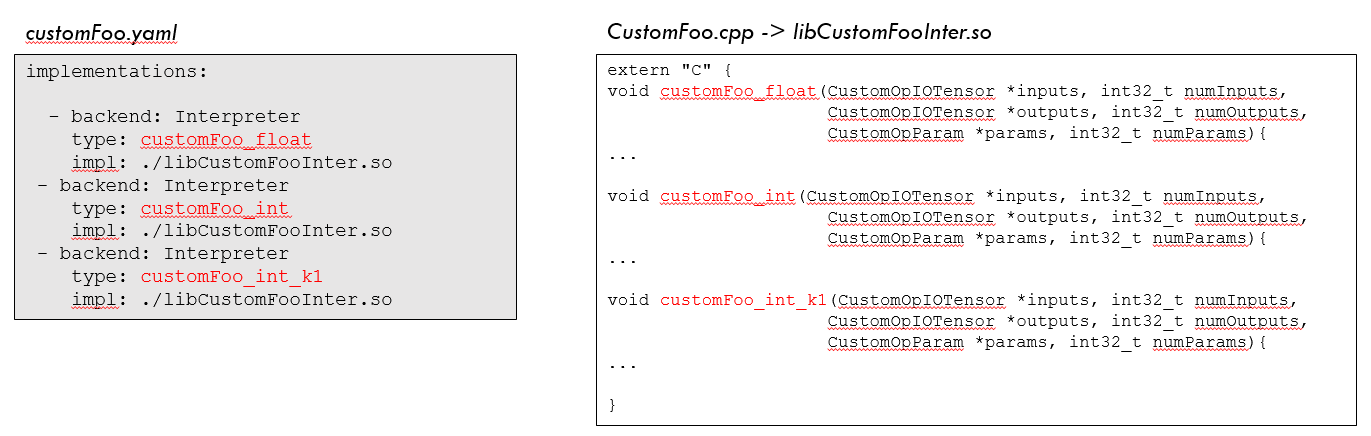 customFoo.yaml
implementations:
- backend: Interpreter
type: customFoo_float
impl: ./libCustomFooInter.so
- backend: Interpreter
type: customFoo_int
impl: ./libCustomFooInter.so
- backend: Interpreter
type: customFoo_int_k1
impl: ./libCustomFooInter.so
CustomFoo.cpp -> libCustomFooInter.so
extern "C" {
void customFoo_float(CustomOpIOTensor *inputs, int32_t numInputs,
CustomOpIOTensor *outputs, int32_t numOutputs,
CustomOpParam *params, int32_t numParams){
...
void customFoo_int(CustomOpIOTensor *inputs, int32_t numInputs,
CustomOpIOTensor *outputs, int32_t numOutputs,
CustomOpParam *params, int32_t numParams){
...
void customFoo_int_k1(CustomOpIOTensor *inputs, int32_t numInputs,
CustomOpIOTensor *outputs, int32_t numOutputs,
CustomOpParam *params, int32_t numParams){
...
}